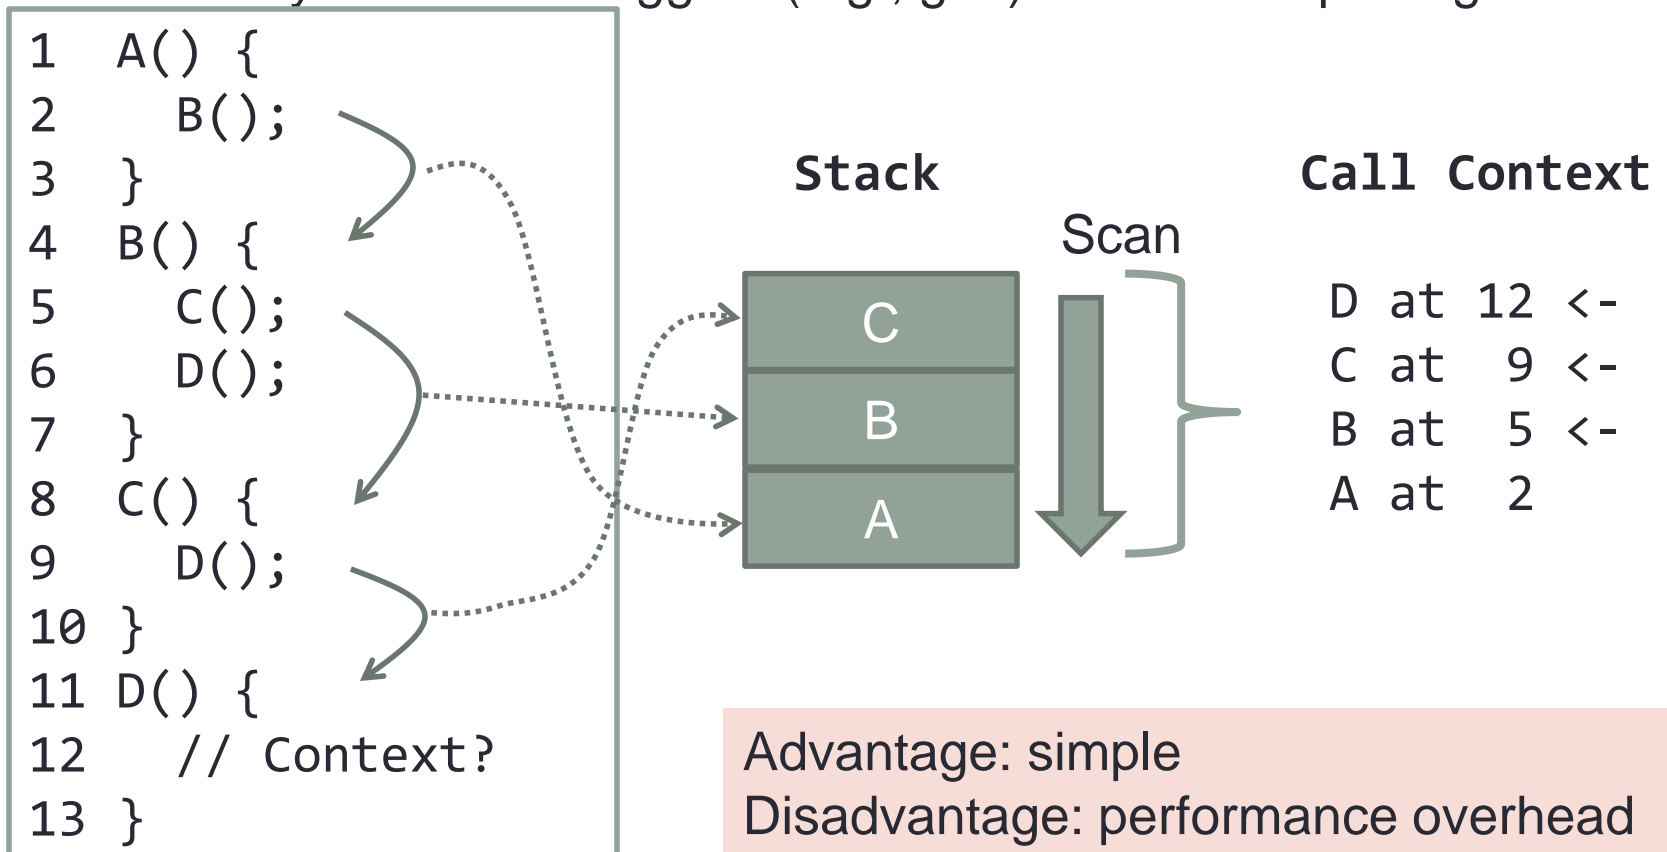 1 A() {
2 B();
3 }
4 B() {
5 C();
6 D();
7 }
8 C() {
9 D();
10 }
11 D() {
12 // Context?
13 }
Stack
Scan
C
B
A
Call Context
D at 12 <-
C at 9 <-
B at 5 <-
A at 2
Advantage: simple
Disadvantage: performance overhead